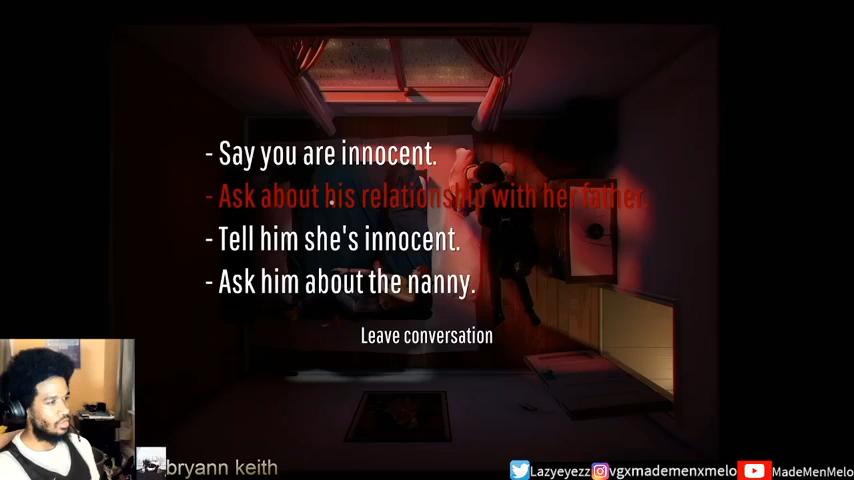 - Say you are innocent.
- Ask about his relationship with her father.
- Tell him she's innocent.
- Ask him about the nanny.
Leave conversation
bryann keith
Lazyeyezz vgxmademenxmelo MadeMenMelo